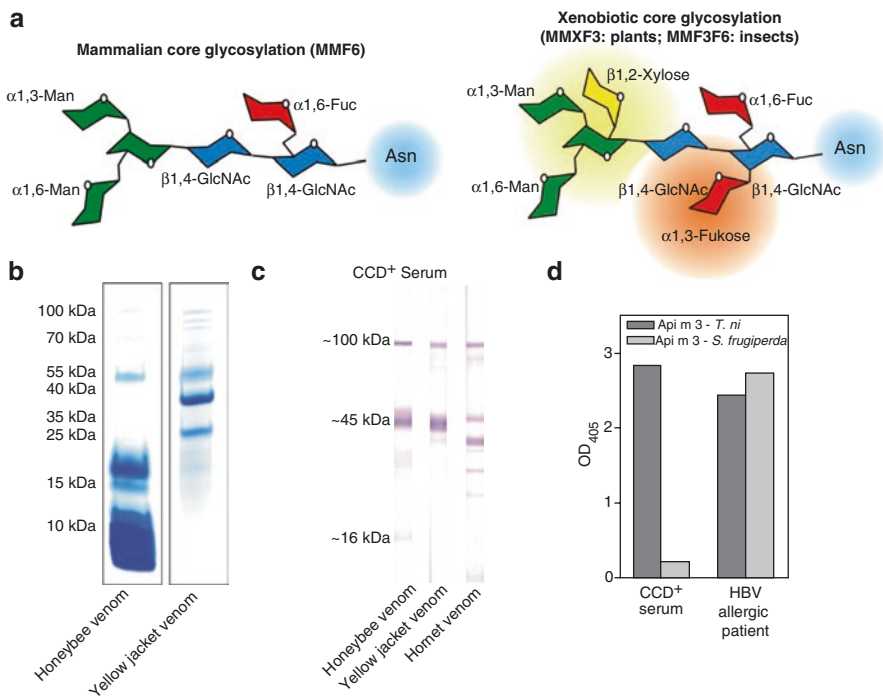 a
Mammalian core glycosylation (MMF6)
α1,3-Man
α1,6-Fuc
Asn
α1,6-Man
β1,4-GlcNAc
β1,4-GlcNAc
Xenobiotic core glycosylation
(MMXF3: plants; MMF3F6: insects)
α1,3-Man
β1,2-Xylose
α1,6-Fuc
Asn
α1,6-Man
β1,4-GlcNAc
β1,4-GlcNAc
α1,3-Fukose
b
100 kDa
70 kDa
55 kDa
40 kDa
35 kDa
25 kDa
15 kDa
10 kDa
Honeybee venom
Yellow jacket venom
c
CCD+ Serum
~100 kDa
~45 kDa
~16 kDa
Honeybee venom
Yellow jacket venom
Hornet venom
d
Api m 3 - T. ni
Api m 3 - S. frugiperda
OD405
3
2
1
0
CCD+
serum
HBV
allergic
patient